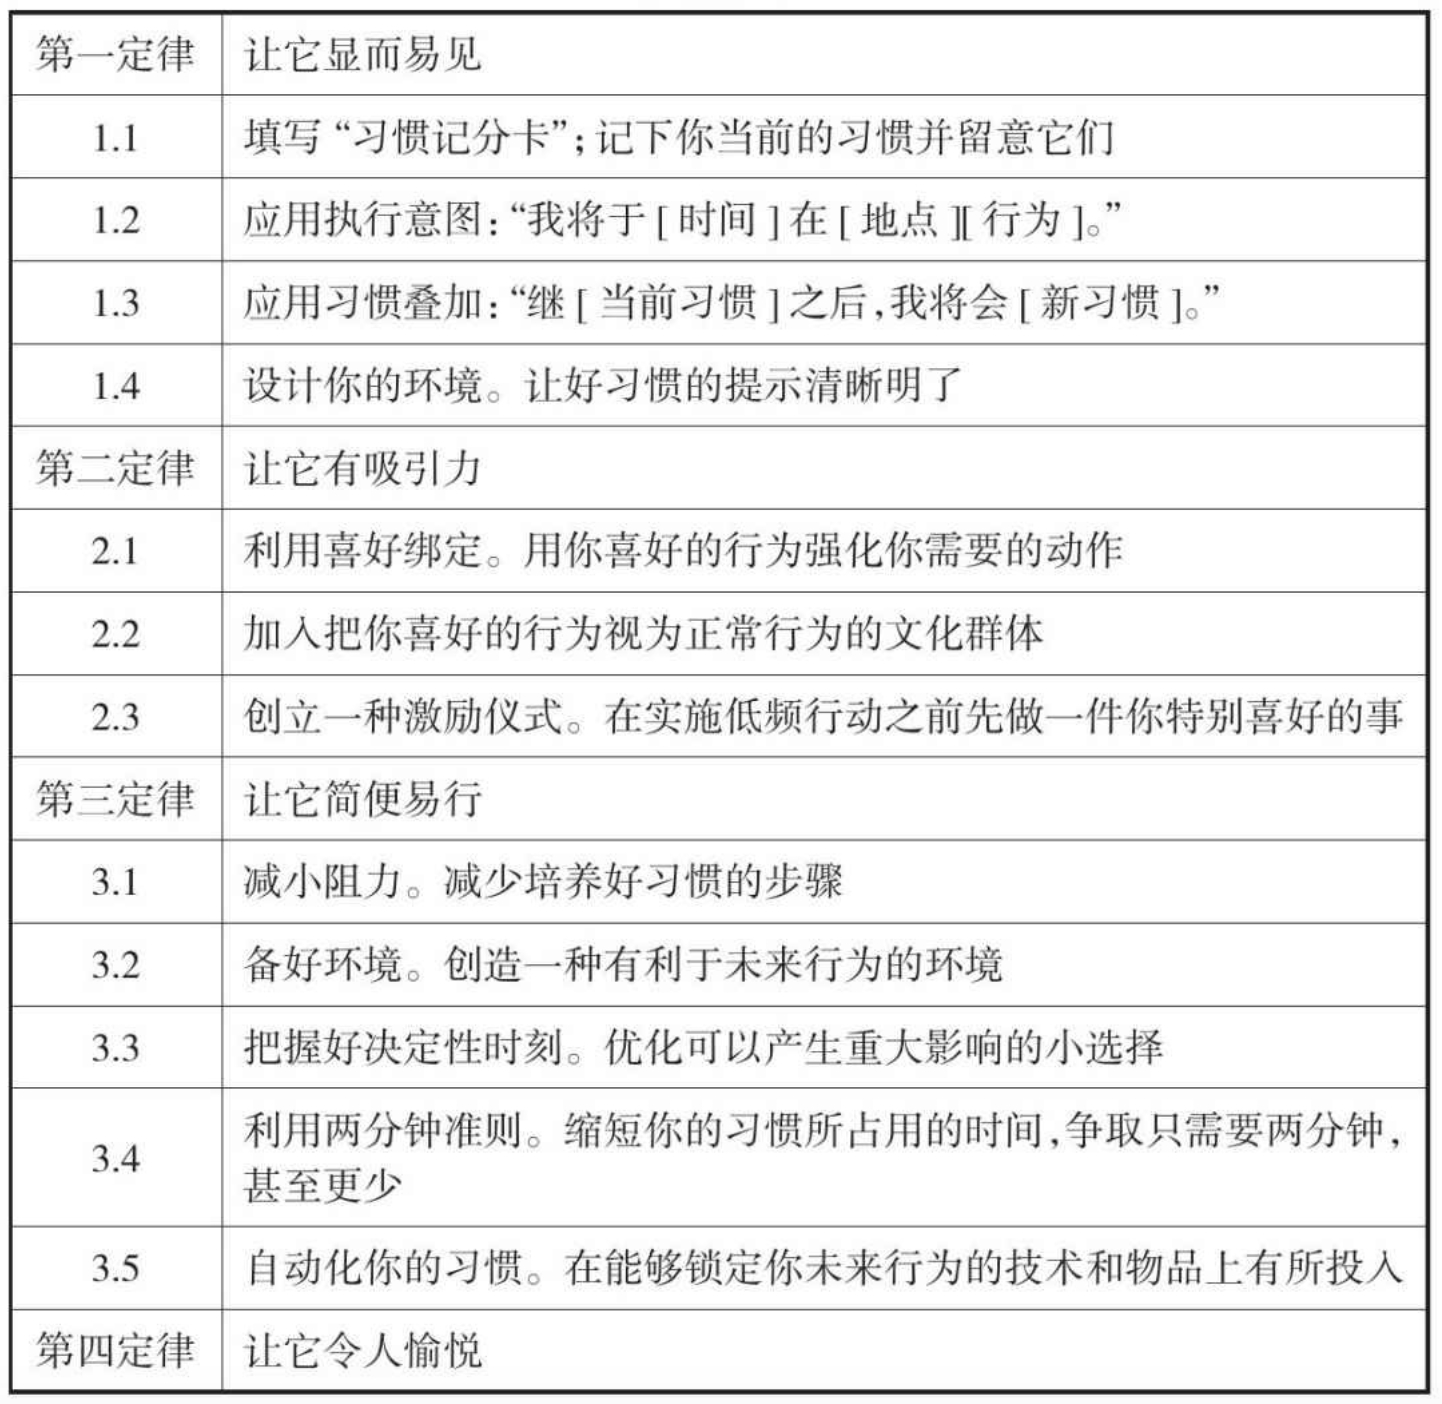 第一定律 让它显而易见
1.1 填写“习惯记分卡”；记下你当前的习惯并留意它们
1.2 应用执行意图：“我将于[时间]在[地点][行为]。”
1.3 应用习惯叠加：“继[当前习惯]之后，我将会[新习惯]。”
1.4 设计你的环境。让好习惯的提示清晰明了
第二定律 让它有吸引力
2.1 利用喜好绑定。用你喜好的行为强化你需要的动作
2.2 加入把你喜好的行为视为正常行为的文化群体
2.3 创立一种激励仪式。在实施低频行动之前先做一件你特别喜好的事
第三定律 让它简便易行
3.1 减小阻力。减少培养好习惯的步骤
3.2 备好环境。创造一种有利于未来行为的环境
3.3 把握好决定性时刻。优化可以产生重大影响的小选择
3.4 利用两分钟准则。缩短你的习惯所占用的时间，争取只需要两分钟，
甚至更少
3.5 自动化你的习惯。在能够锁定你未来行为的技术和物品上有所投入
第四定律 让它令人愉悦